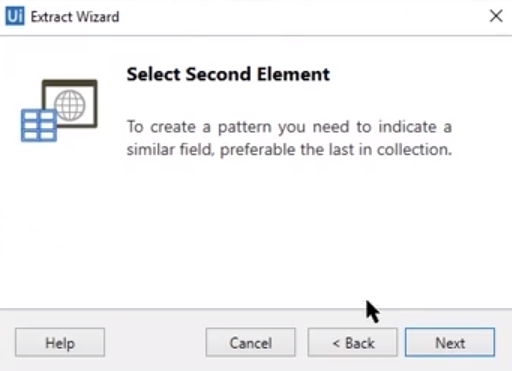 Ui Extract Wizard
Select Second Element
To create a pattern you need to indicate a
similar field, preferable the last in collection.
Help
Cancel
< Back
Next